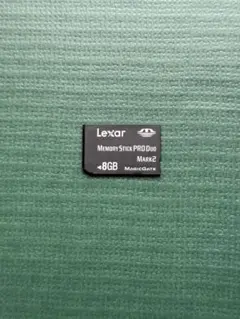 Lexar
MEMORY STICK PRO DUO
MARK2
◄8GB
MAGICGATE